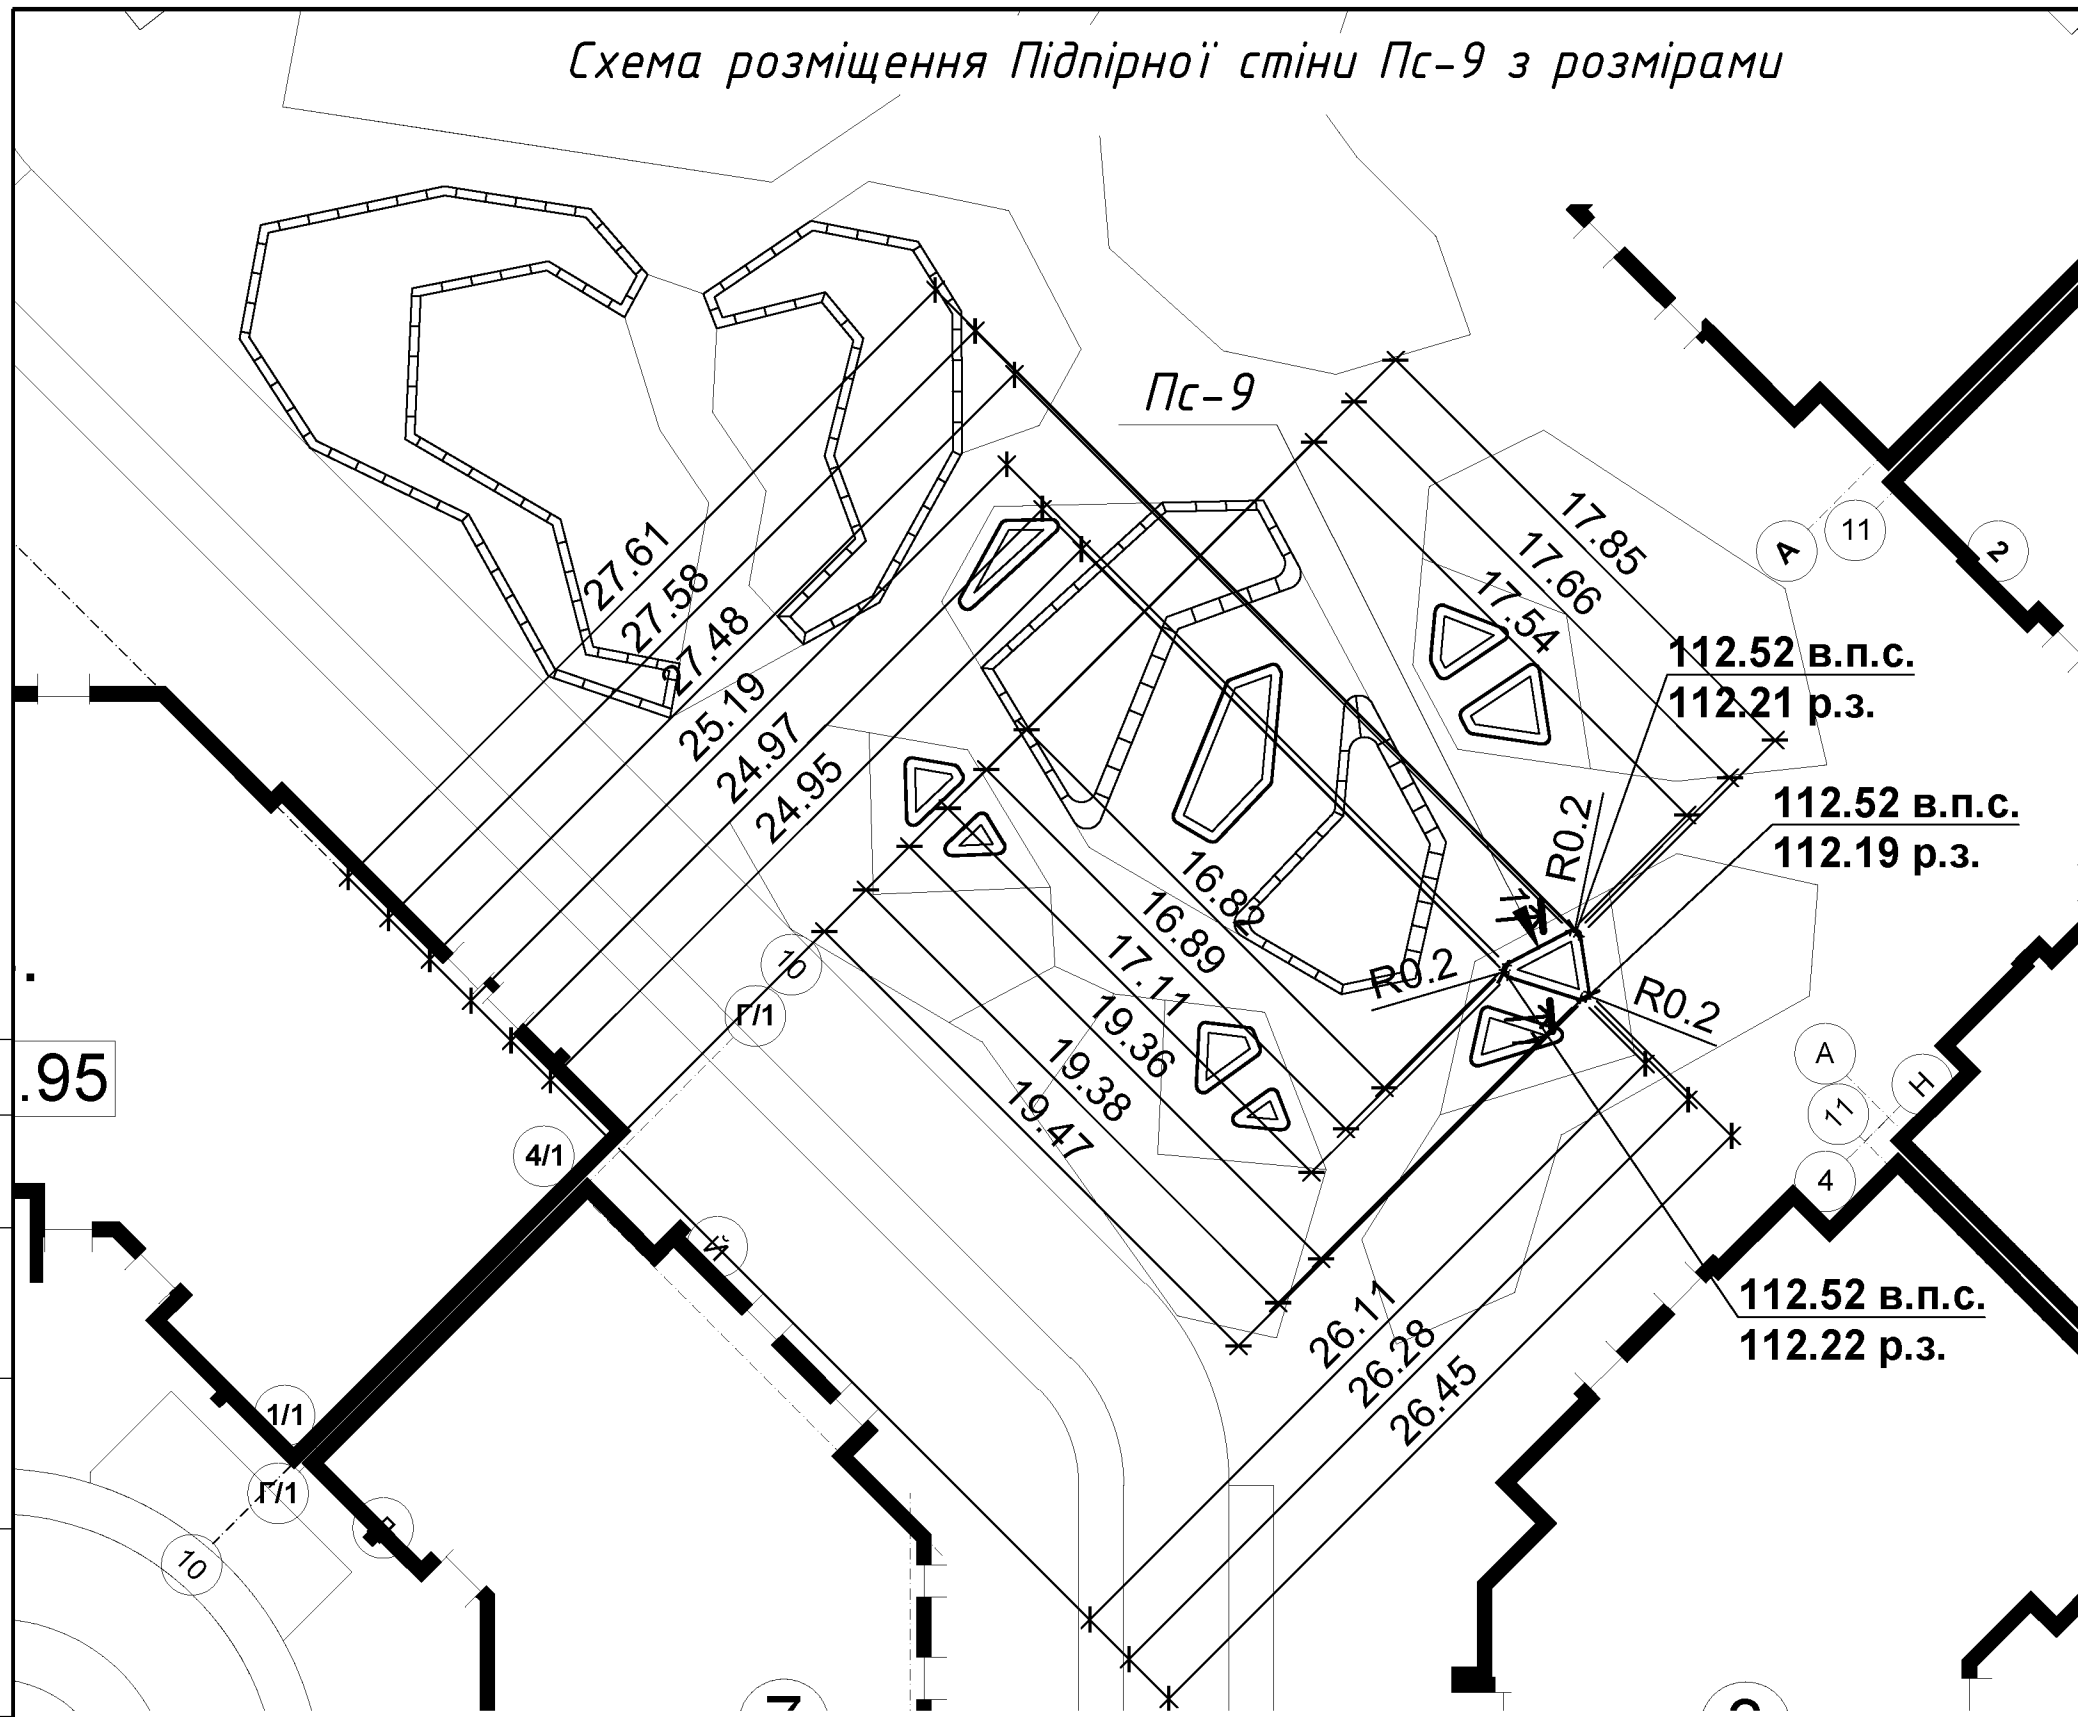 Схема розміщення Підпірної стіни Пс-9 з розмірами
Пс-9
27.61
27.58
27.48
25.19
24.97
24.95
17.85
17.66
17.54
А
11
2
112.52 в.п.с.
112.21 р.з.
112.52 в.п.с.
112.19 р.з.
R0.2
R0.2
R0.2
16.82
16.89
17.11
19.36
19.38
19.47
10
Г/1
.95
4/1
Й
А
11
Н
4
26.11
26.28
26.45
112.52 в.п.с.
112.22 р.з.
1/1
Г/1
10
7